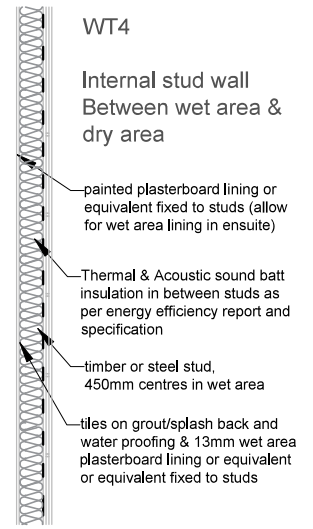 WT4
Internal stud wall
Between wet area &
dry area
painted plasterboard lining or
equivalent fixed to studs (allow
for wet area lining in ensuite)
Thermal & Acoustic sound batt
insulation in between studs as
per energy efficiency report and
specification
timber or steel stud,
450mm centres in wet area
tiles on grout/splash back and
water proofing & 13mm wet area
plasterboard lining or equivalent
or equivalent fixed to studs